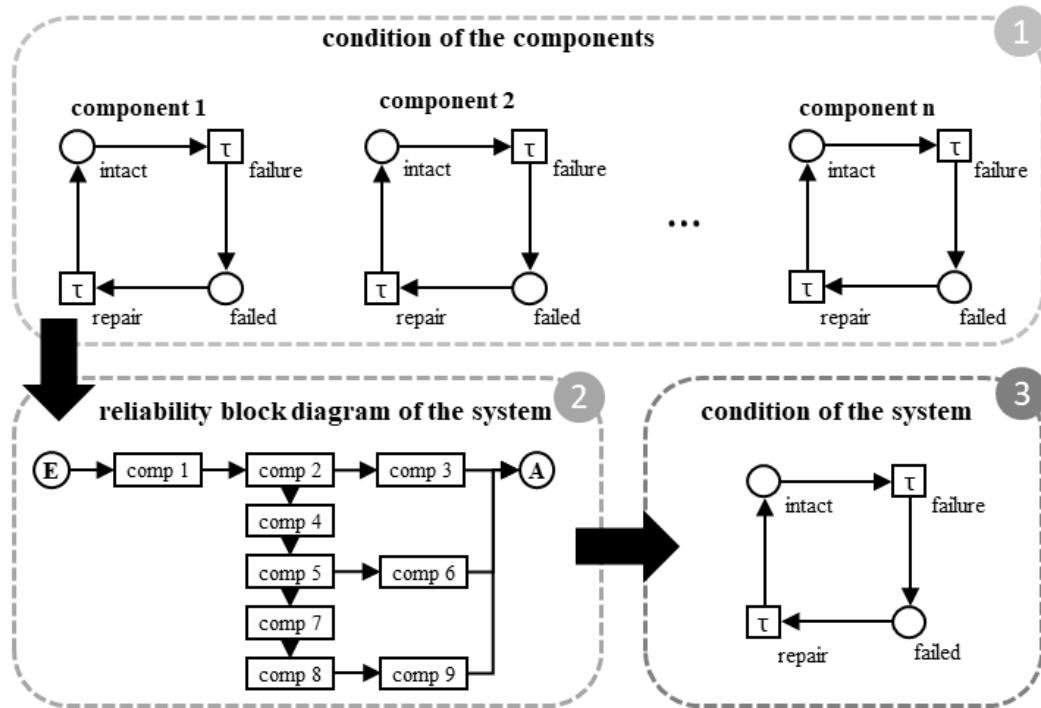 condition of the components
1
component 1
component 2
component n
τ
τ
τ
intact
failure
intact
failure
intact
failure
...
τ
τ
τ
repair
failed
repair
failed
repair
failed
reliability block diagram of the system
2
E
comp 1
comp 2
comp 3
A
comp 4
comp 5
comp 6
comp 7
comp 8
comp 9
condition of the system
3
τ
intact
failure
τ
repair
failed